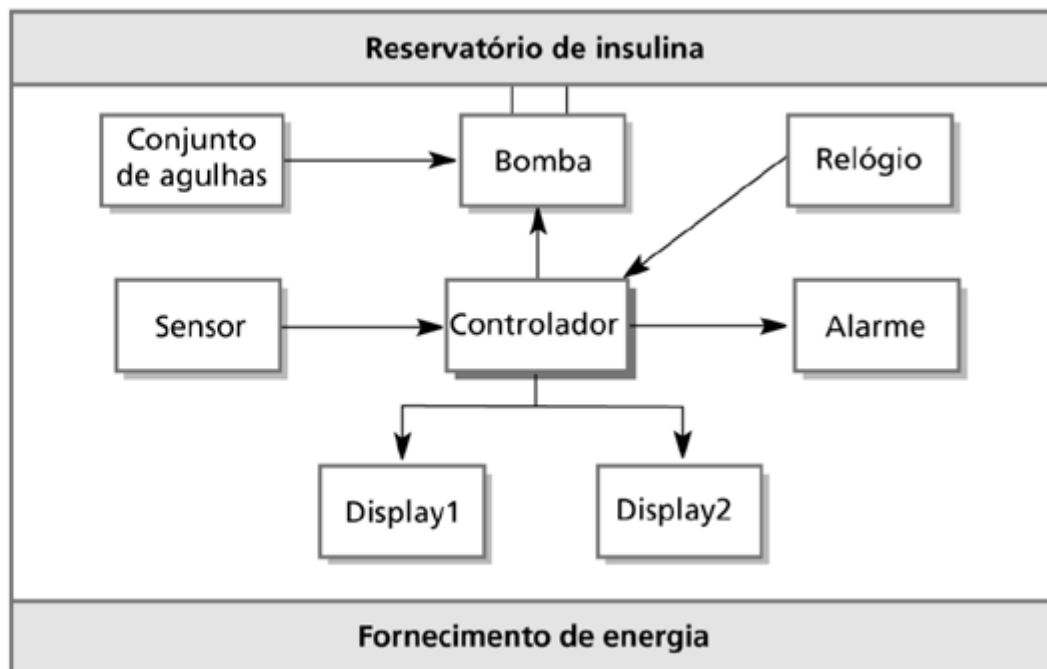 Reservatório de insulina
Conjunto
de agulhas
Bomba
Relógio
Sensor
Controlador
Alarme
Display1
Display2
Fornecimento de energia